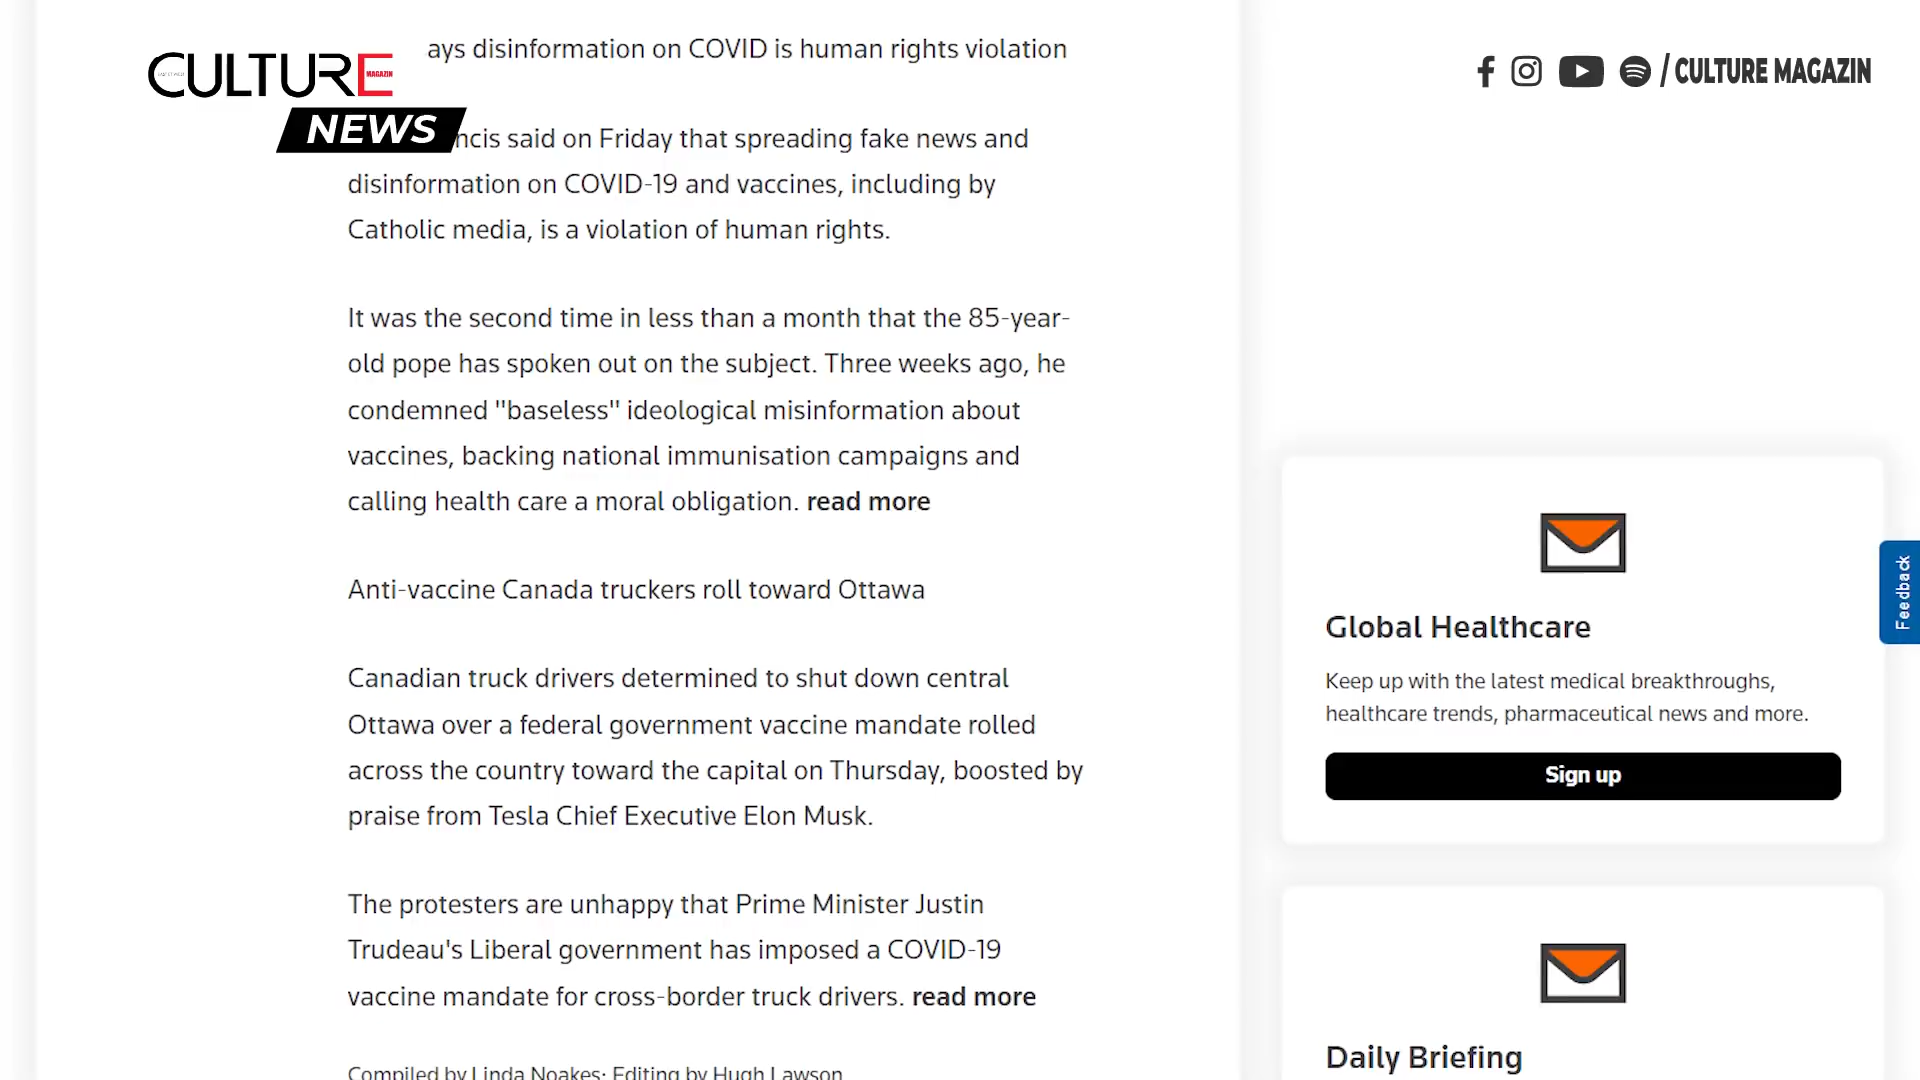 CULTURE
MAGAZIN
NEWS
/ CULTURE MAGAZIN
ays disinformation on COVID is human rights violation
ncis said on Friday that spreading fake news and
disinformation on COVID-19 and vaccines, including by
Catholic media, is a violation of human rights.
It was the second time in less than a month that the 85-year-
old pope has spoken out on the subject. Three weeks ago, he
condemned "baseless" ideological misinformation about
vaccines, backing national immunisation campaigns and
calling health care a moral obligation. read more
Anti-vaccine Canada truckers roll toward Ottawa
Canadian truck drivers determined to shut down central
Ottawa over a federal government vaccine mandate rolled
across the country toward the capital on Thursday, boosted by
praise from Tesla Chief Executive Elon Musk.
The protesters are unhappy that Prime Minister Justin
Trudeau's Liberal government has imposed a COVID-19
vaccine mandate for cross-border truck drivers. read more
Compiled by Linda Noakes; Editing by Hugh Lawson
Global Healthcare
Keep up with the latest medical breakthroughs,
healthcare trends, pharmaceutical news and more.
Sign up
Feedback
Daily Briefing